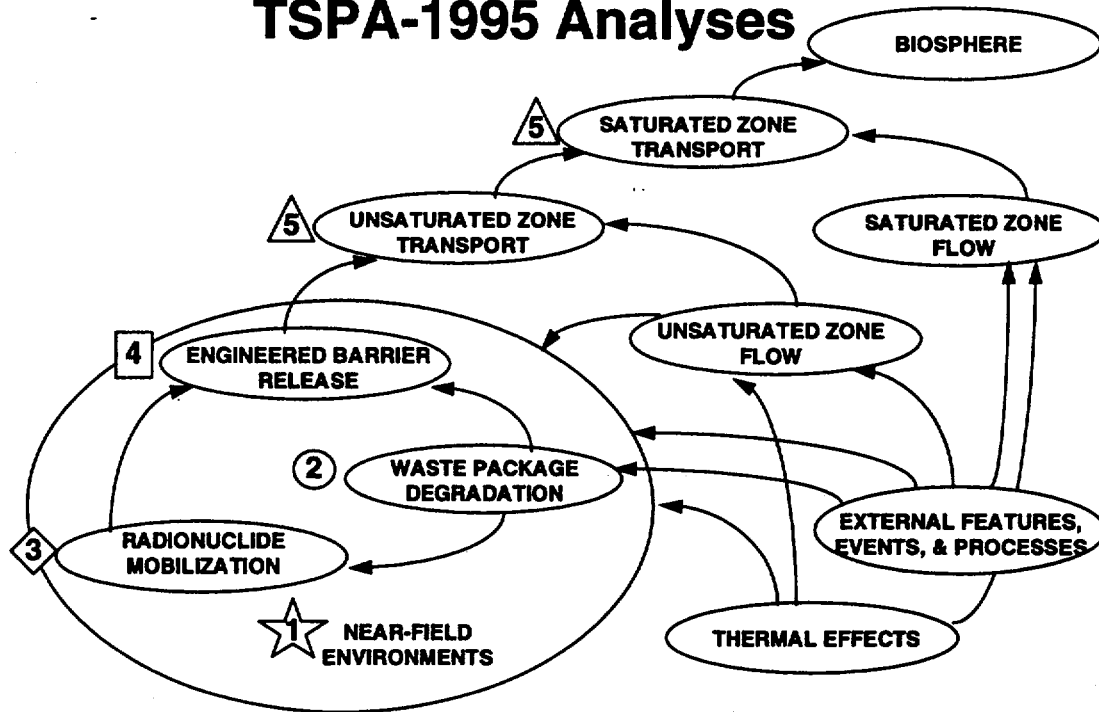 TSPA-1995 Analyses
BIOSPHERE
5
SATURATED ZONE
TRANSPORT
5
UNSATURATED ZONE
TRANSPORT
SATURATED ZONE
FLOW
4
ENGINEERED BARRIER
RELEASE
UNSATURATED ZONE
FLOW
2
WASTE PACKAGE
DEGRADATION
3
RADIONUCLIDE
MOBILIZATION
EXTERNAL FEATURES,
EVENTS, & PROCESSES
1
NEAR-FIELD
ENVIRONMENTS
THERMAL EFFECTS